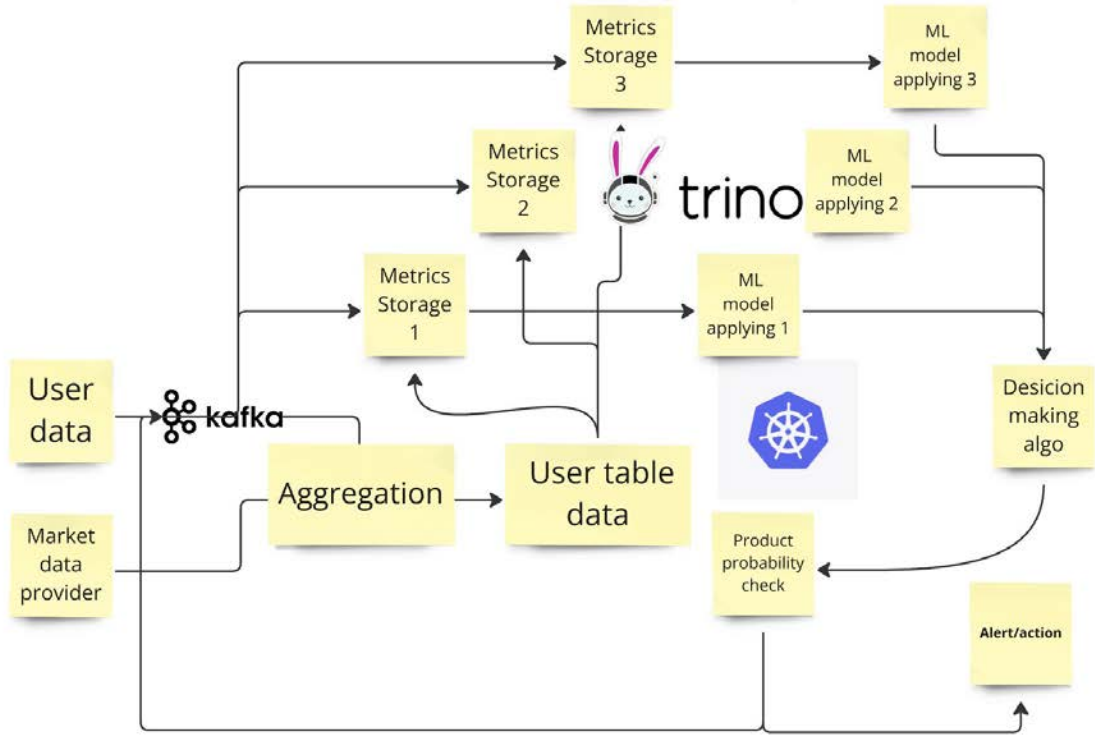 Metrics
Storage
3
ML
model
applying 3
Metrics
Storage
2
trino
ML
model
applying 2
Metrics
Storage
1
ML
model
applying 1
User
data
kafka
Desicion
making
algo
Aggregation
User table
data
Market
data
provider
Product
probability
check
Alert/action